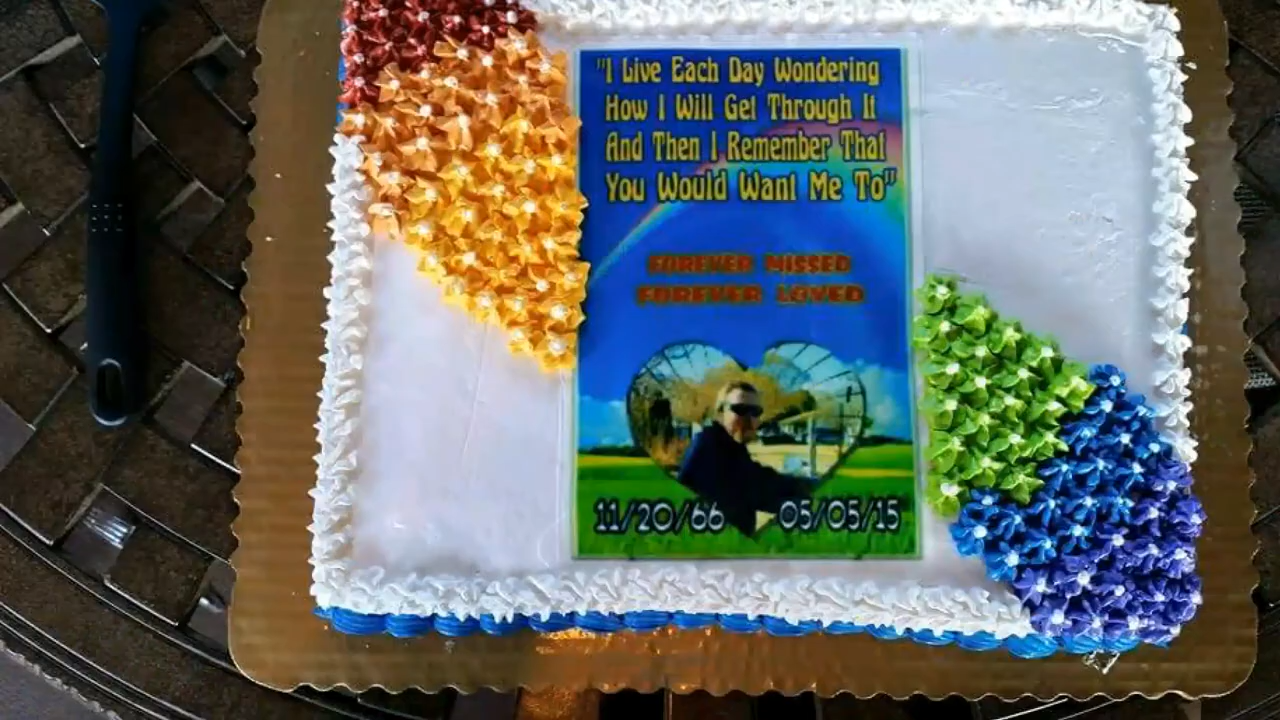 "I Live Each Day Wondering
How I Will Get Through It
And Then I Remember That
You Would Want Me To"
FOREVER MISSED
FOREVER LOVED
11/20/66 05/05/15